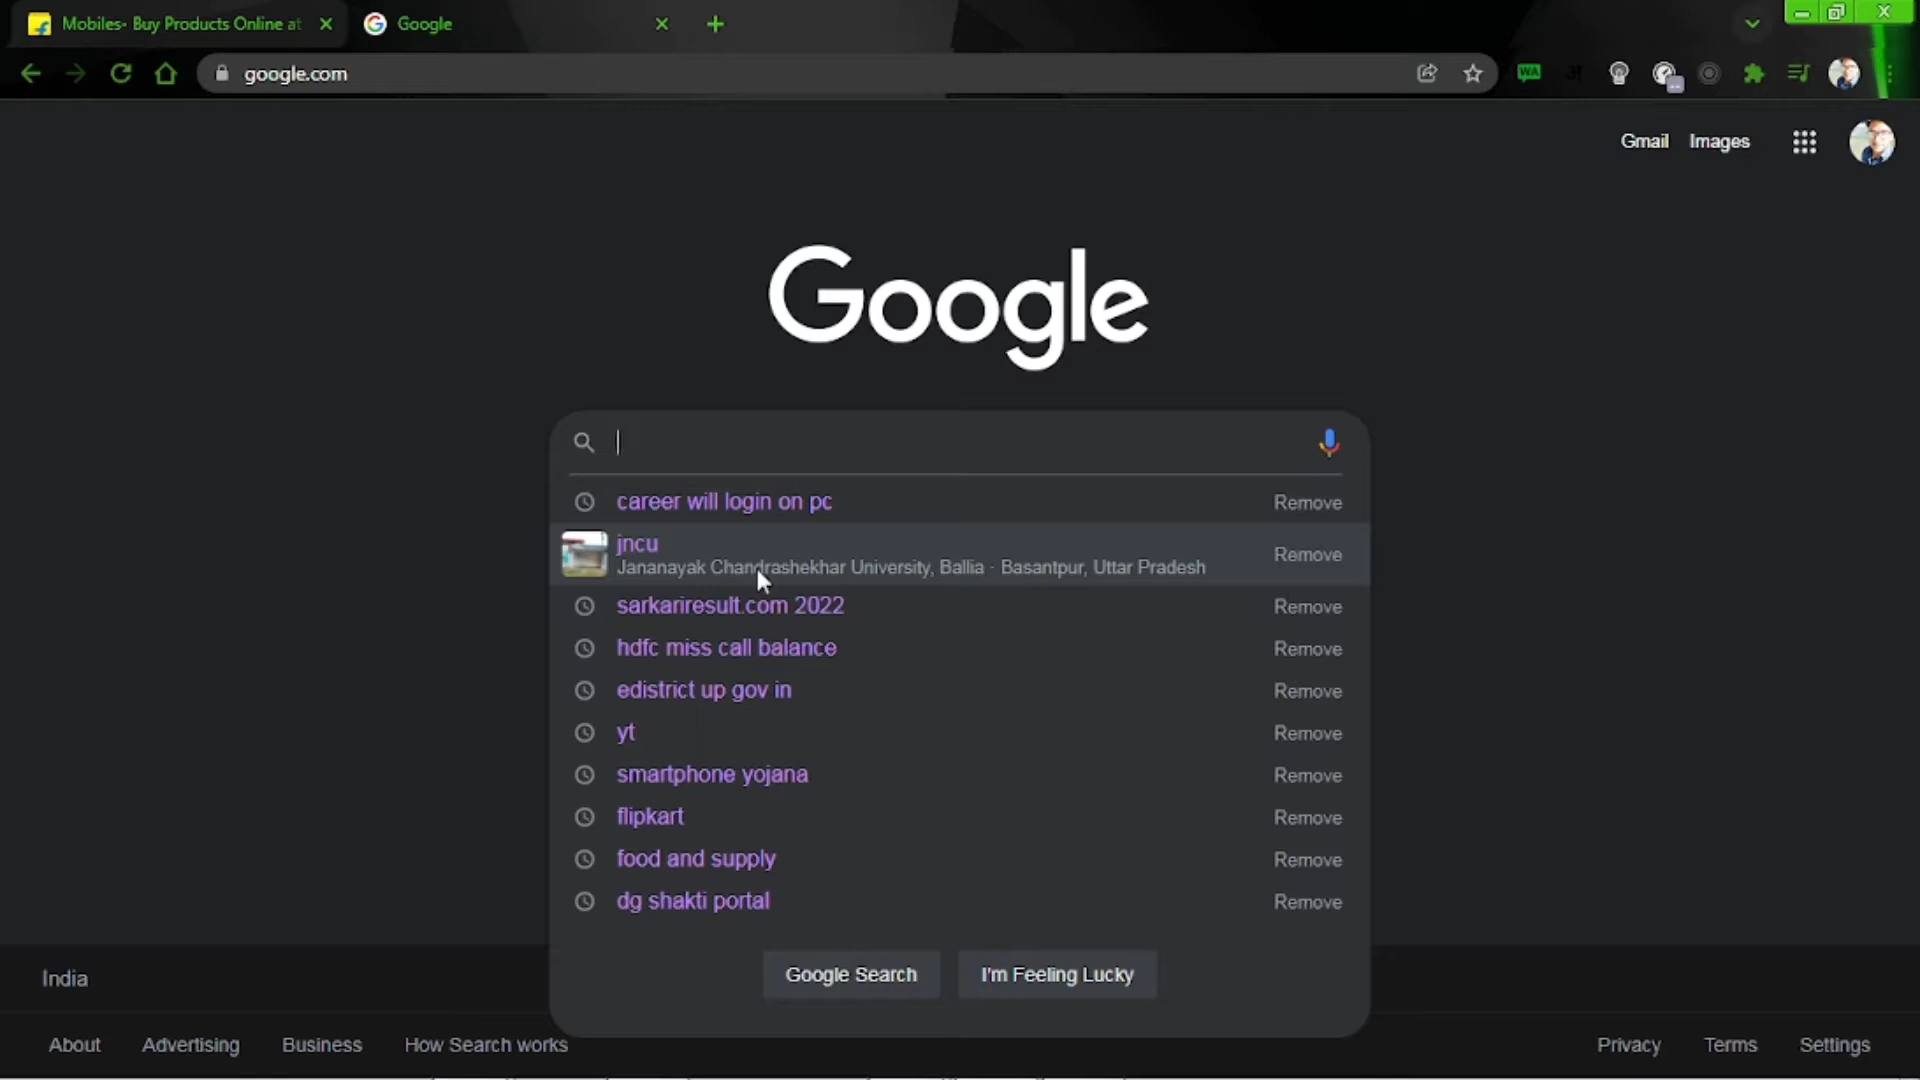 Mobiles- Buy Products Online at
Google
google.com
WA
Gmail Images
Google
career will login on pc Remove
jncu
Jananayak Chandrashekhar University, Ballia · Basantpur, Uttar Pradesh Remove
sarkariresult.com 2022 Remove
hdfc miss call balance Remove
edistrict up gov in Remove
yt Remove
smartphone yojana Remove
flipkart Remove
food and supply Remove
dg shakti portal Remove
Google Search I'm Feeling Lucky
India
About Advertising Business How Search works Privacy Terms Settings